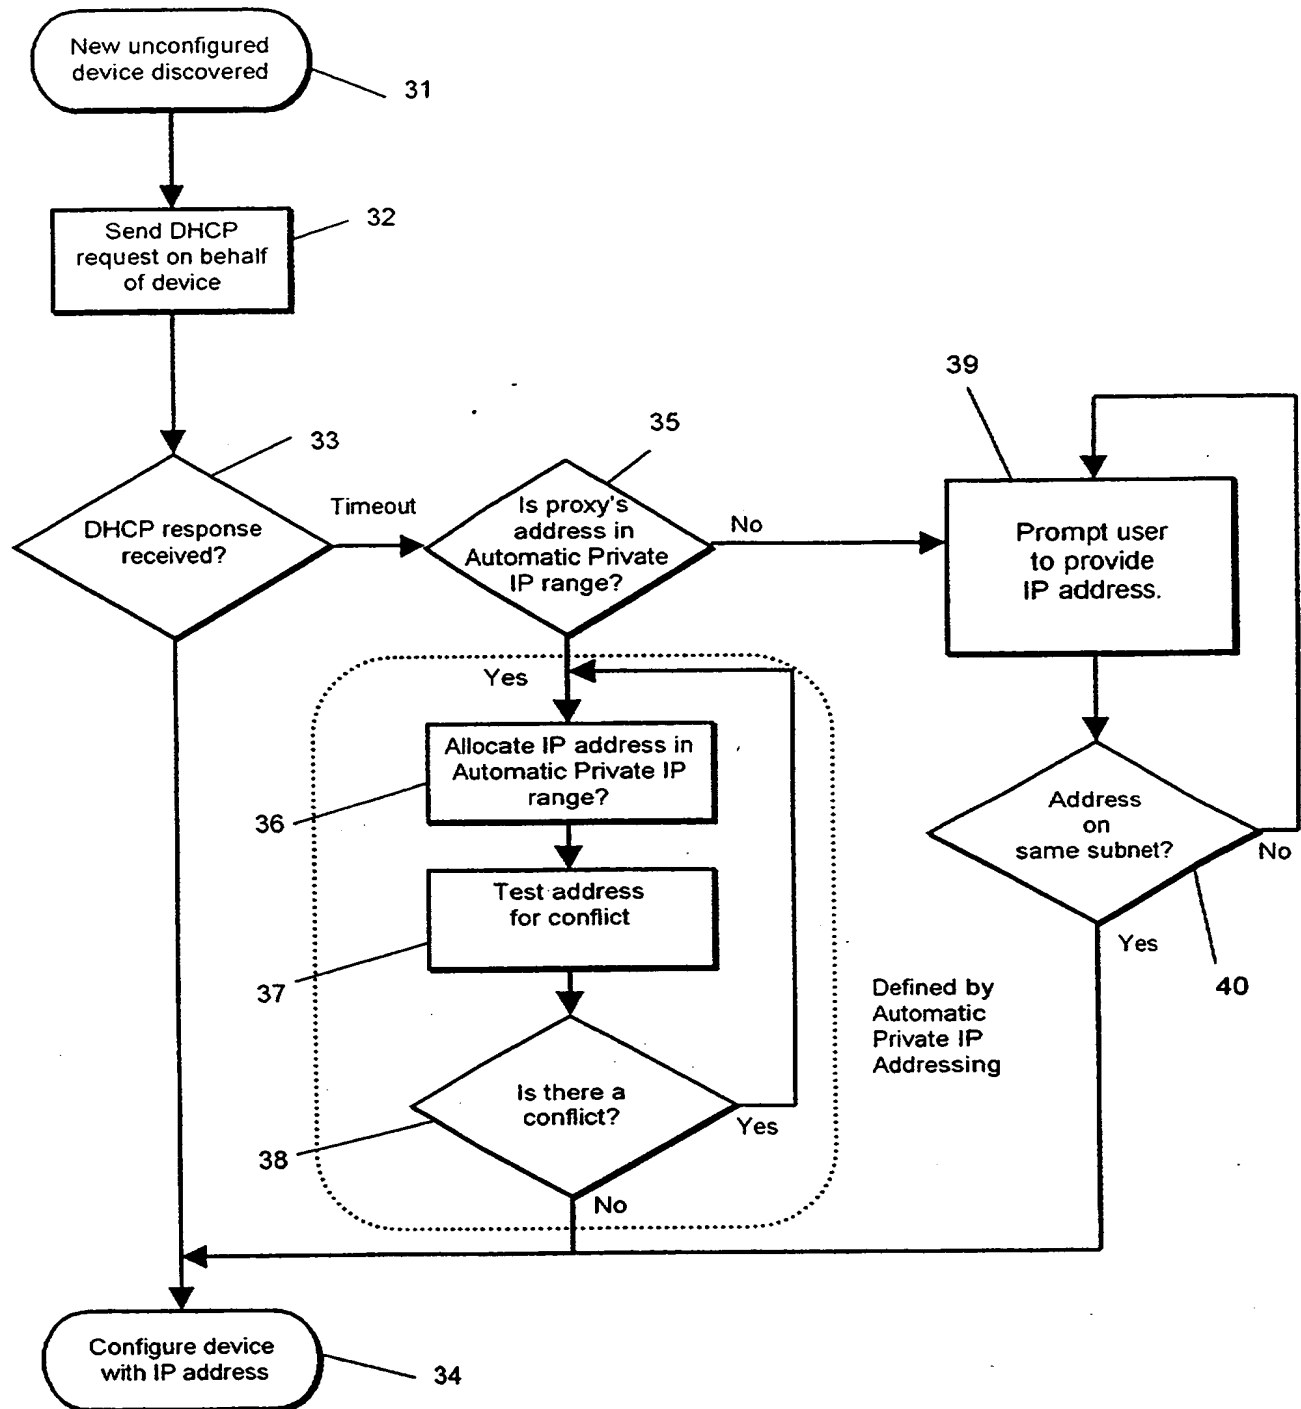 New unconfigured
device discovered
31
Send DHCP
request on behalf
of device
32
33
DHCP response
received?
Timeout
35
Is proxy's
address in
Automatic Private
IP range?
No
39
Prompt user
to provide
IP address.
Yes
Allocate IP address in
Automatic Private IP
range?
36
Test address
for conflict
37
Is there a
conflict?
Yes
38
No
Address
on
same subnet?
No
Yes
40
Defined by
Automatic
Private IP
Addressing
Configure device
with IP address
34